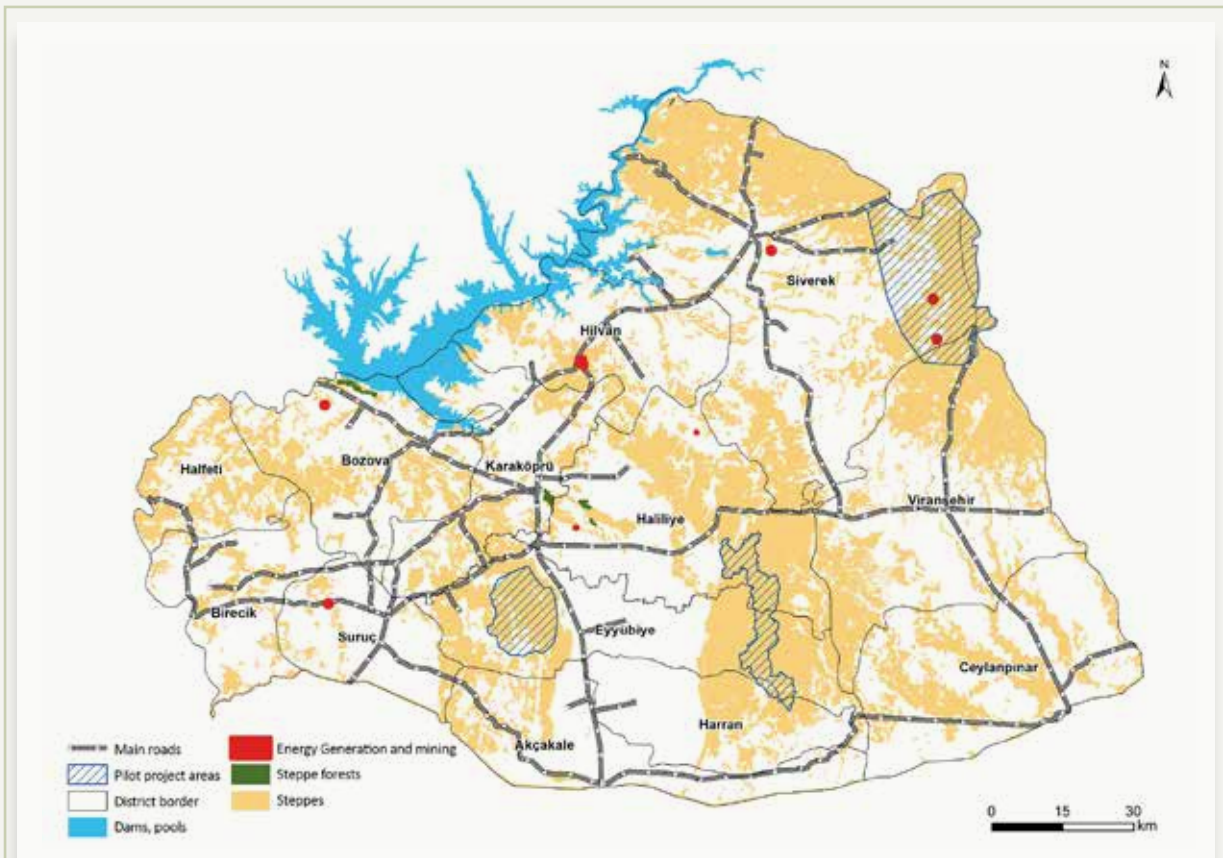 N
Siverek
Hilvan
Halfeti
Bozova
Karaköprü
Viranşehir
Haliliye
Birecik
Suruç
Eyyübiye
Ceylanpınar
Harran
Akçakale
Main roads
Pilot project areas
District border
Dams, pools
Energy Generation and mining
Steppe forests
Steppes
0 15 30
km